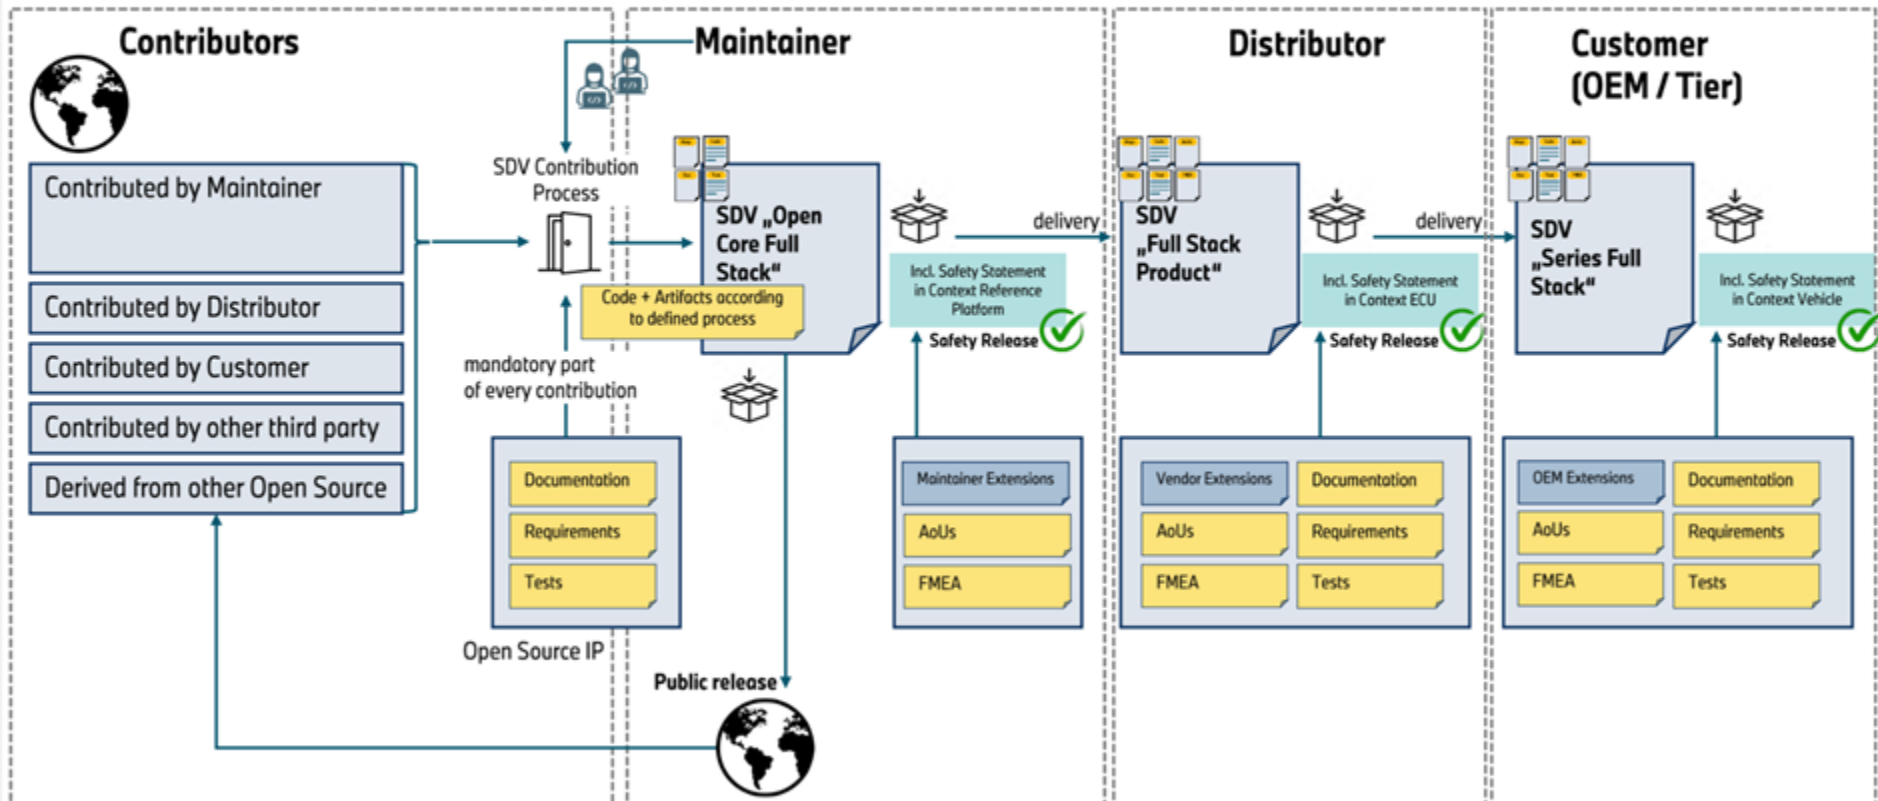 Contributors
Contributed by Maintainer
Contributed by Distributor
Contributed by Customer
Contributed by other third party
Derived from other Open Source
SDV Contribution
Process
mandatory part
of every contribution
Documentation
Requirements
Tests
Open Source IP
Maintainer
SDV „Open
Core Full
Stack“
Code + Artifacts according
to defined process
Public release
Incl. Safety Statement
in Context Reference
Platform
Safety Release
Maintainer Extensions
AoUs
FMEA
delivery
Distributor
SDV
„Full Stack
Product“
Incl. Safety Statement
in Context ECU
Safety Release
Vendor Extensions
Documentation
AoUs
Requirements
FMEA
Tests
delivery
Customer
(OEM / Tier)
SDV
„Series Full
Stack“
Incl. Safety Statement
in Context Vehicle
Safety Release
OEM Extensions
Documentation
AoUs
Requirements
FMEA
Tests